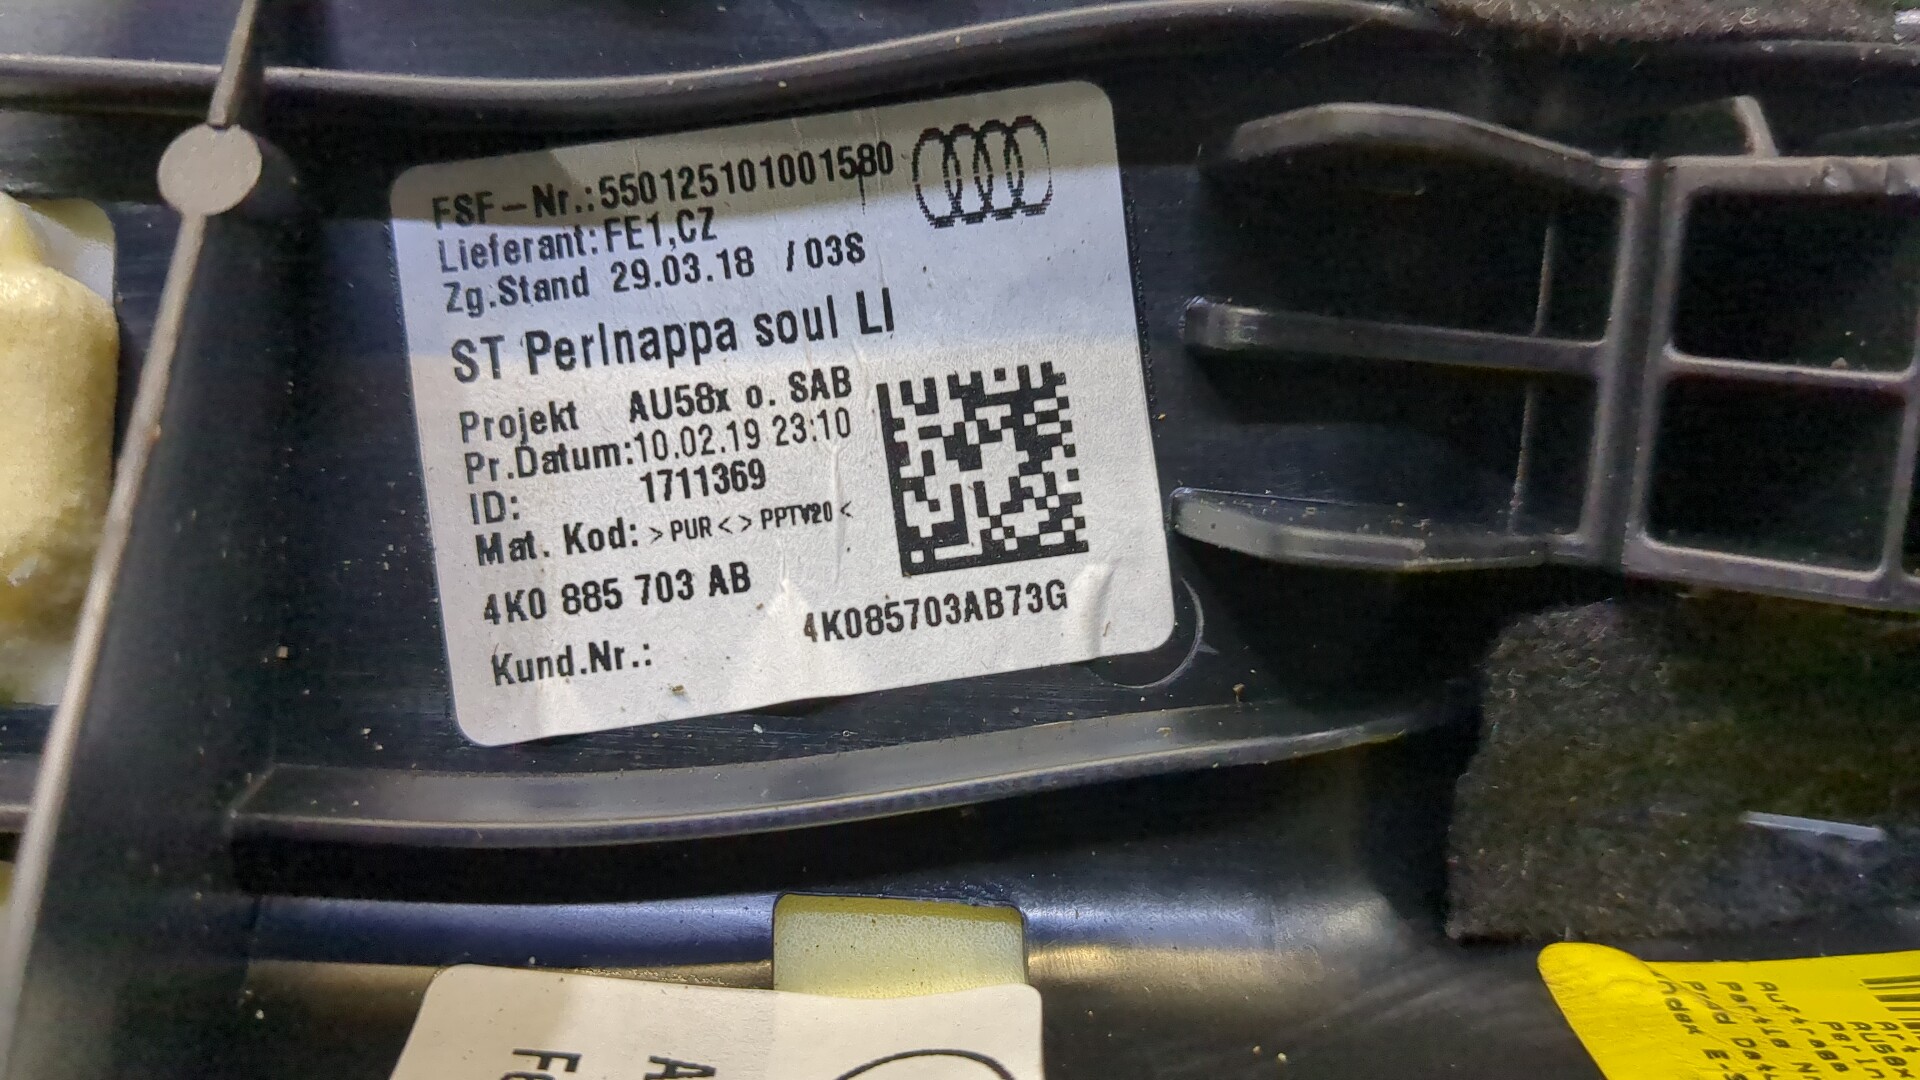 FSF-Nr.:550125101001580
Lieferant: FE1,CZ
Zg.Stand 29.03.18 /03S
ST Perlnappa soul LI
Projekt AU58x o. SAB
Pr.Datum:10.02.19 23:10
ID: 1711369
Mat. Kod: >PUR<>PPTV20<
4K0 885 703 AB
4K085703AB73G
Kund.Nr.: